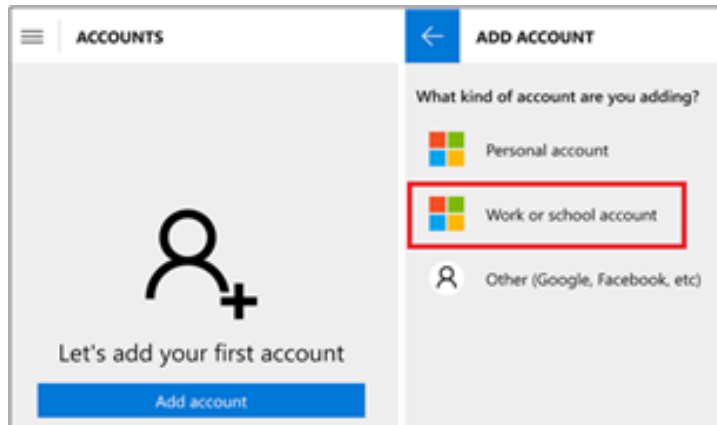 ACCOUNTS
Let's add your first account
Add account
ADD ACCOUNT
What kind of account are you adding?
Personal account
Work or school account
Other (Google, Facebook, etc)